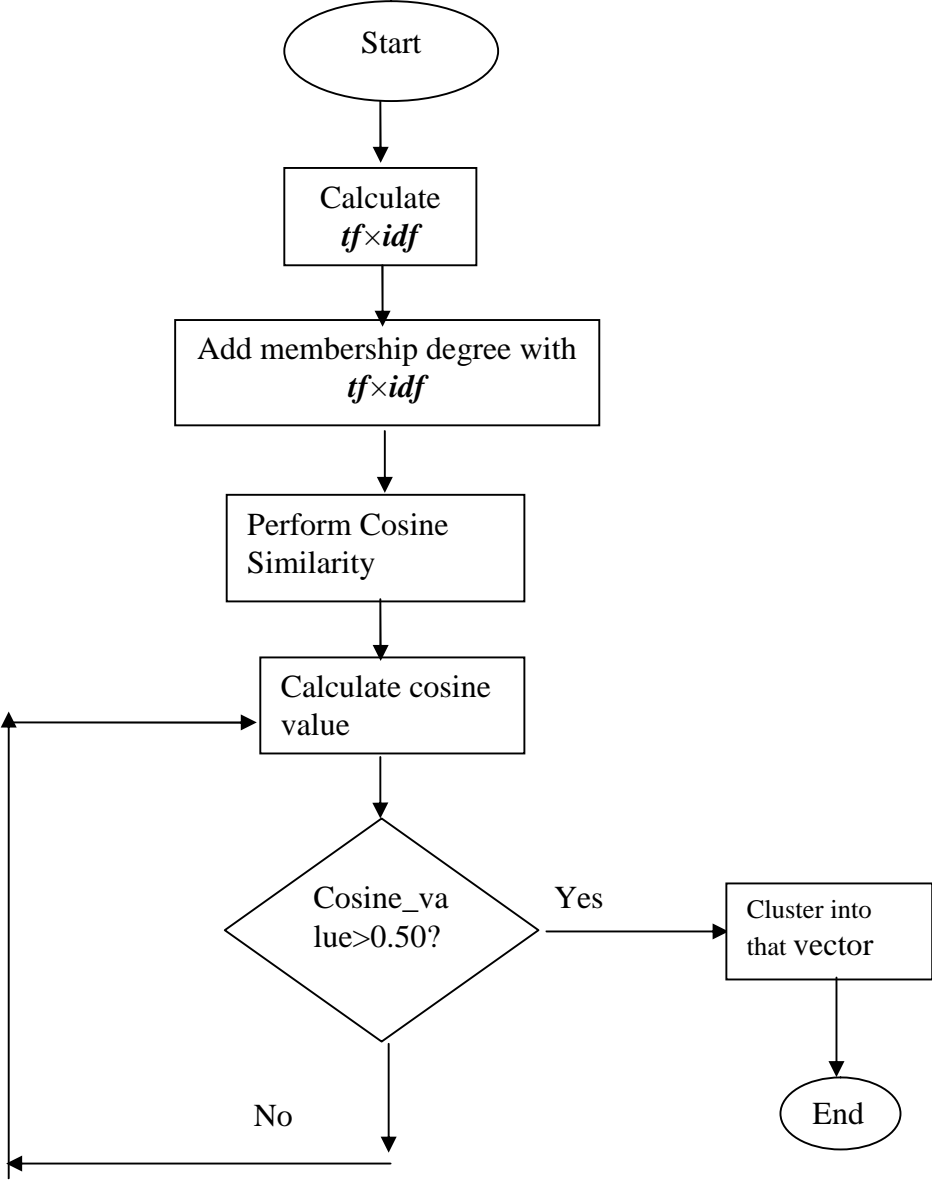 Start
Calculate
tf×idf
Add membership degree with
tf×idf
Perform Cosine
Similarity
Calculate cosine
value
Cosine_va
lue>0.50?
Yes
Cluster into
that vector
No
End